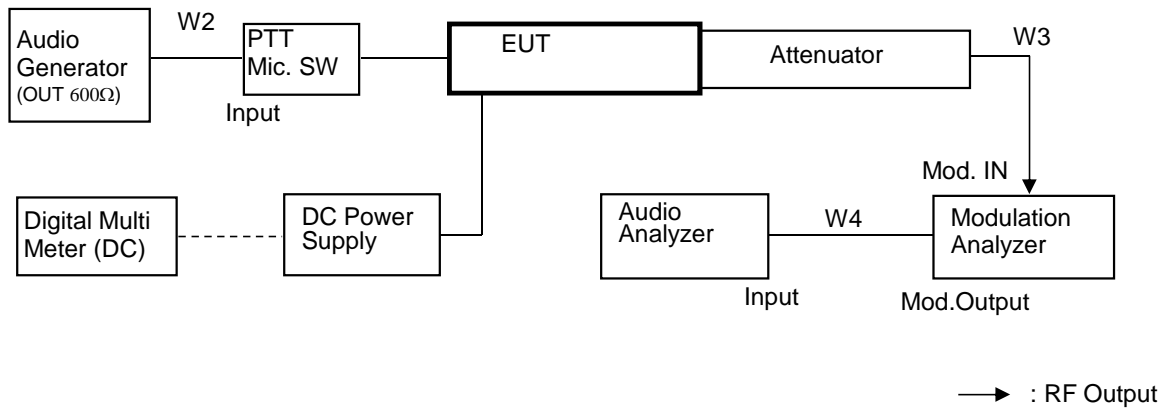 W2
W3
Audio
Generator
(OUT 600Ω)
PTT
Mic. SW
Input
EUT
Attenuator
Mod. IN
Digital Multi
Meter (DC)
DC Power
Supply
Audio
Analyzer
Input
W4
Modulation
Analyzer
Mod.Output
: RF Output